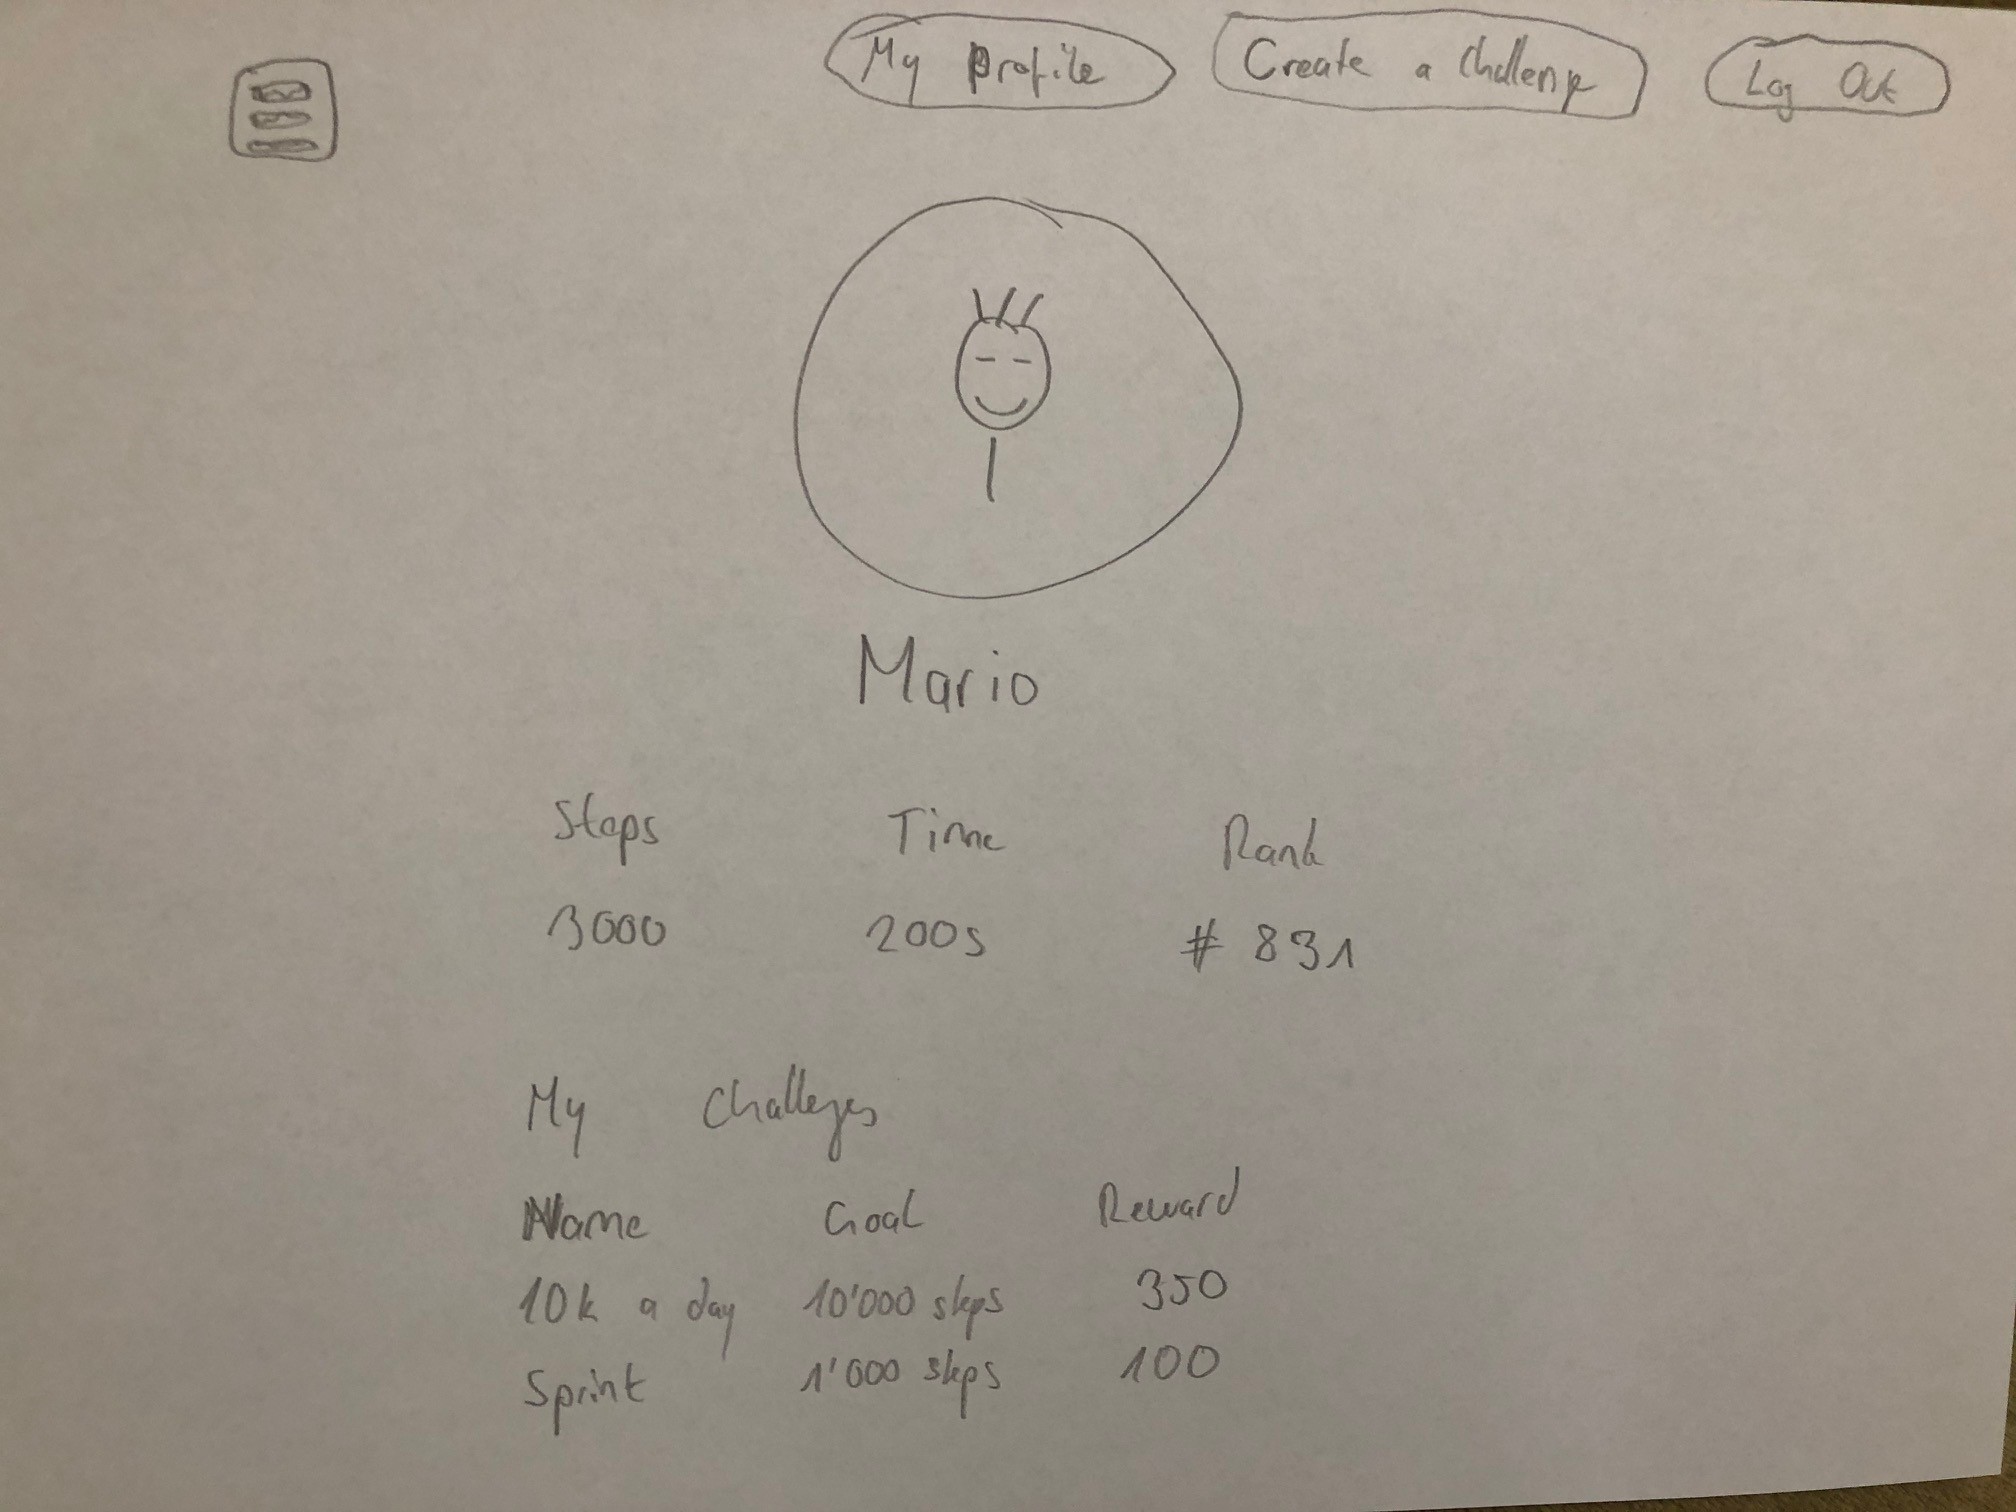 My Profile Create a Challenge Log Out
Mario
Steps Time Rank
3000 200s # 831
My Challeges
Name Goal Reward
10k a day 10'000 steps 350
Sprint 1'000 steps 100